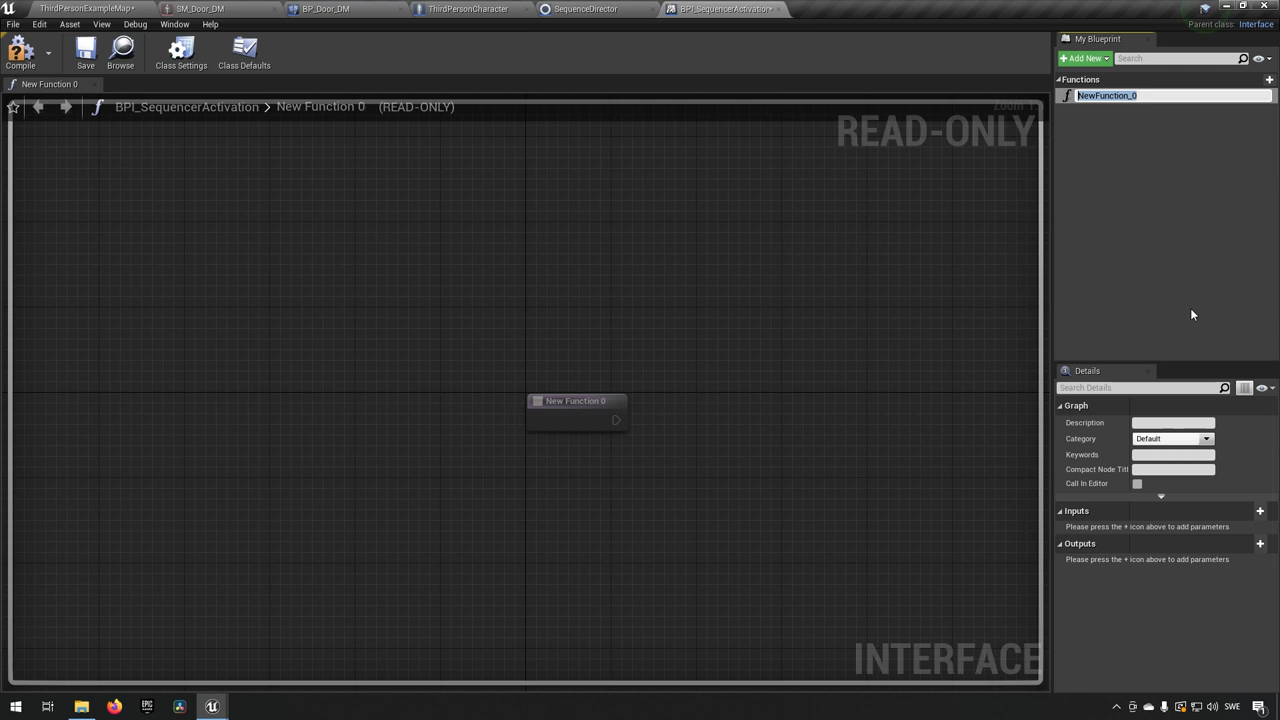 ThirdPersonExampleMap*
SM_Door_DM
BP_Door_DM
ThirdPersonCharacter
SequenceDirector
BPI_SequencerActivation*
File Edit Asset View Debug Window Help
Parent class: Interface
Compile
Save
Browse
Class Settings
Class Defaults
My Blueprint
+ Add New
Search
New Function 0
Functions
NewFunction_0
BPI_SequencerActivation > New Function 0 (READ-ONLY)
READ-ONLY
New Function 0
Details
Search Details
Graph
Description
Category Default
Keywords
Compact Node Titl
Call In Editor
Inputs
Please press the + icon above to add parameters
Outputs
Please press the + icon above to add parameters
INTERFACE
EPIC
SWE